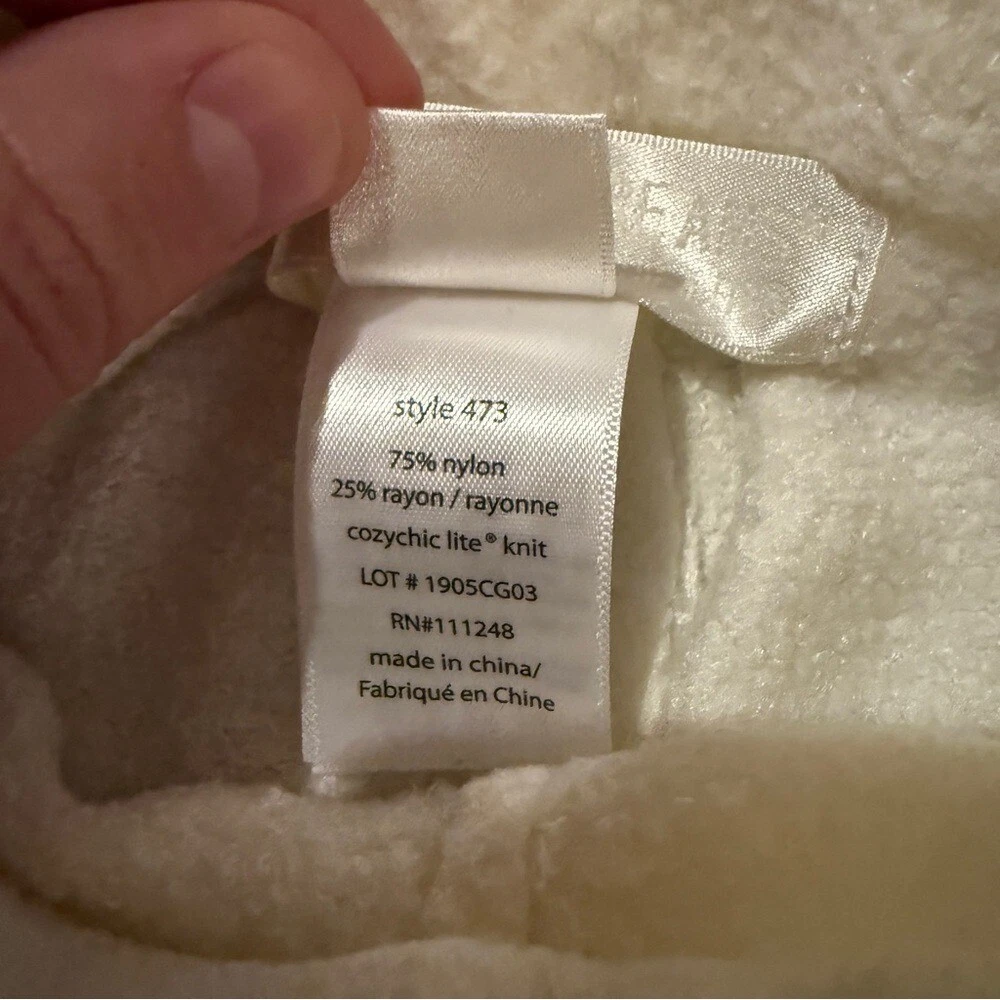 style 473
75% nylon
25% rayon / rayonne
cozychic lite® knit
LOT # 1905CG03
RN#111248
made in china/
Fabriqué en Chine